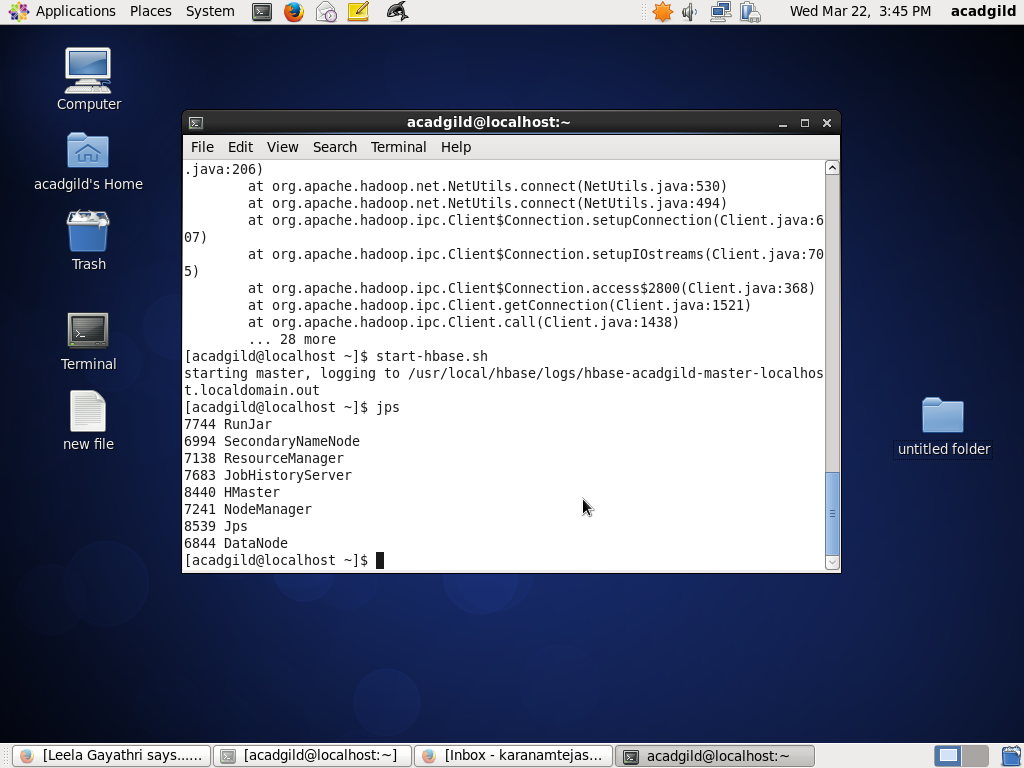 Applications Places System
Wed Mar 22, 3:45 PM acadgild
Computer
acadgild's Home
Trash
Terminal
new file
untitled folder
acadgild@localhost:~
File Edit View Search Terminal Help
.java:206)
at org.apache.hadoop.net.NetUtils.connect(NetUtils.java:530)
at org.apache.hadoop.net.NetUtils.connect(NetUtils.java:494)
at org.apache.hadoop.ipc.Client$Connection.setupConnection(Client.java:6
07)
at org.apache.hadoop.ipc.Client$Connection.setupIOstreams(Client.java:70
5)
at org.apache.hadoop.ipc.Client$Connection.access$2800(Client.java:368)
at org.apache.hadoop.ipc.Client.getConnection(Client.java:1521)
at org.apache.hadoop.ipc.Client.call(Client.java:1438)
... 28 more
[acadgild@localhost ~]$ start-hbase.sh
starting master, logging to /usr/local/hbase/logs/hbase-acadgild-master-localhos
t.localdomain.out
[acadgild@localhost ~]$ jps
7744 RunJar
6994 SecondaryNameNode
7138 ResourceManager
7683 JobHistoryServer
8440 HMaster
7241 NodeManager
8539 Jps
6844 DataNode
[acadgild@localhost ~]$
[Leela Gayathri says...... [acadgild@localhost:~] [Inbox - karanamtejas... acadgild@localhost:~